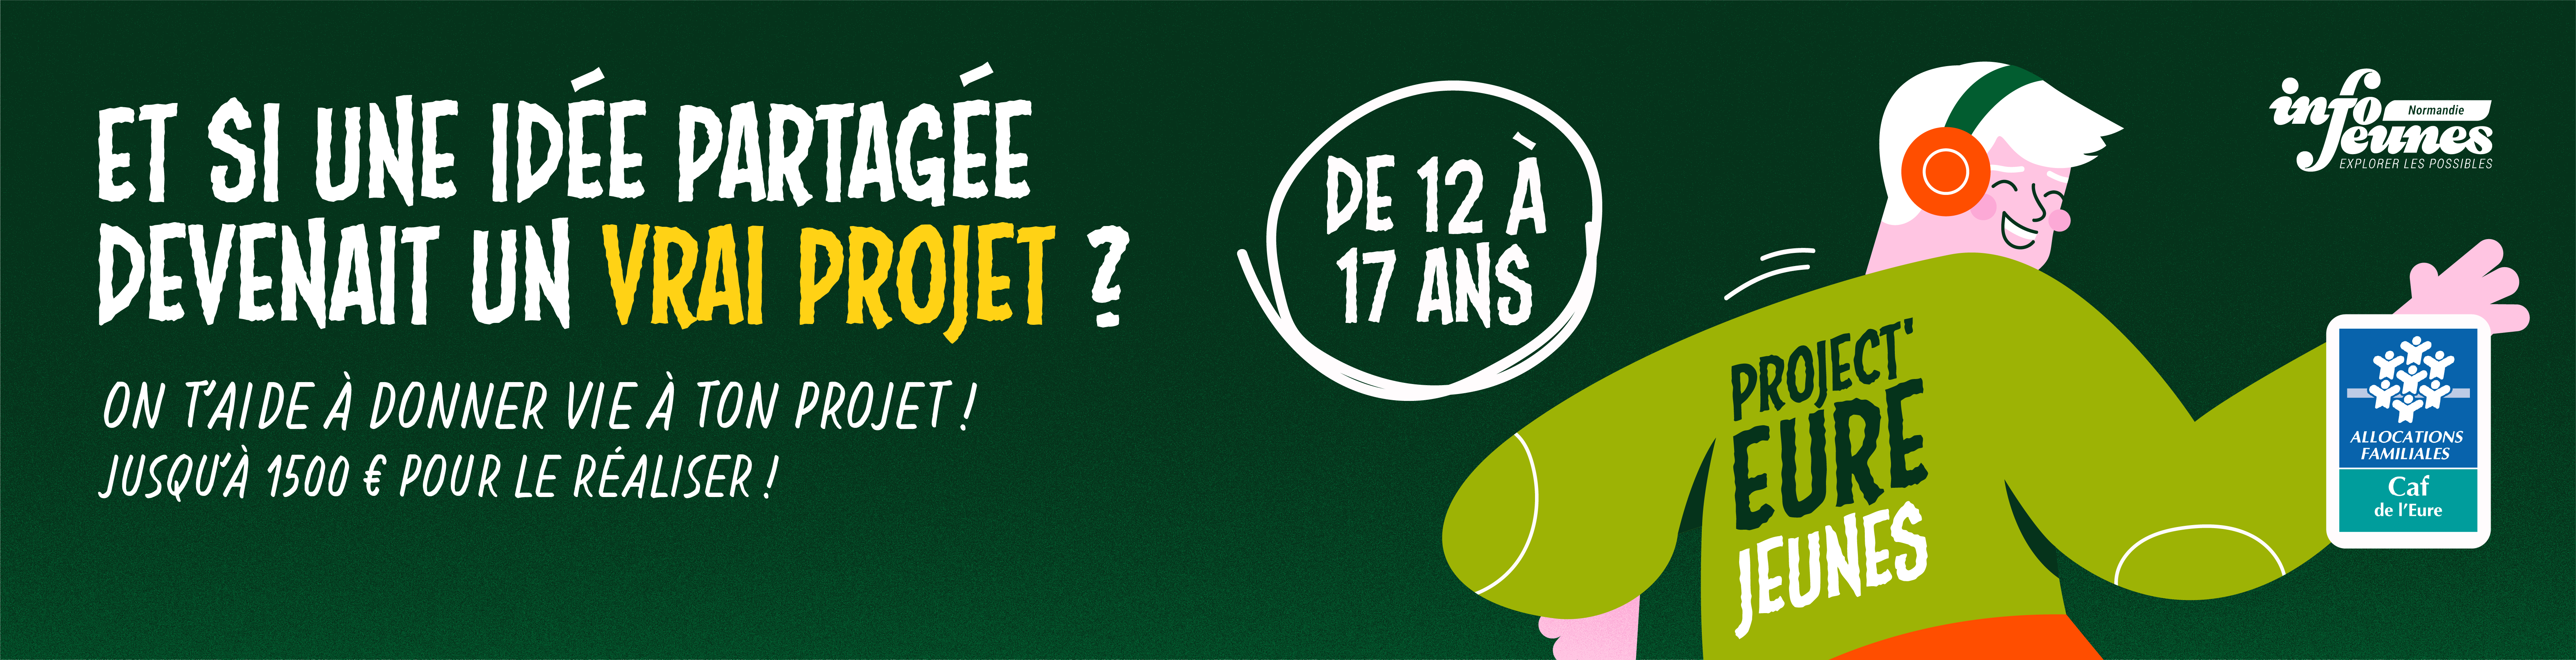 ET SI UNE IDÉE PARTAGÉE
DEVENAIT UN VRAI PROJET ?
ON T'AIDE À DONNER VIE À TON PROJET !
JUSQU'À 1500 € POUR LE RÉALISER !
DE 12 À
17 ANS
PROJECT'
EURE
JEUNES
info
Normandie
Jeunes
EXPLORER LES POSSIBLES
ALLOCATIONS
FAMILIALES
Caf
de l'Eure